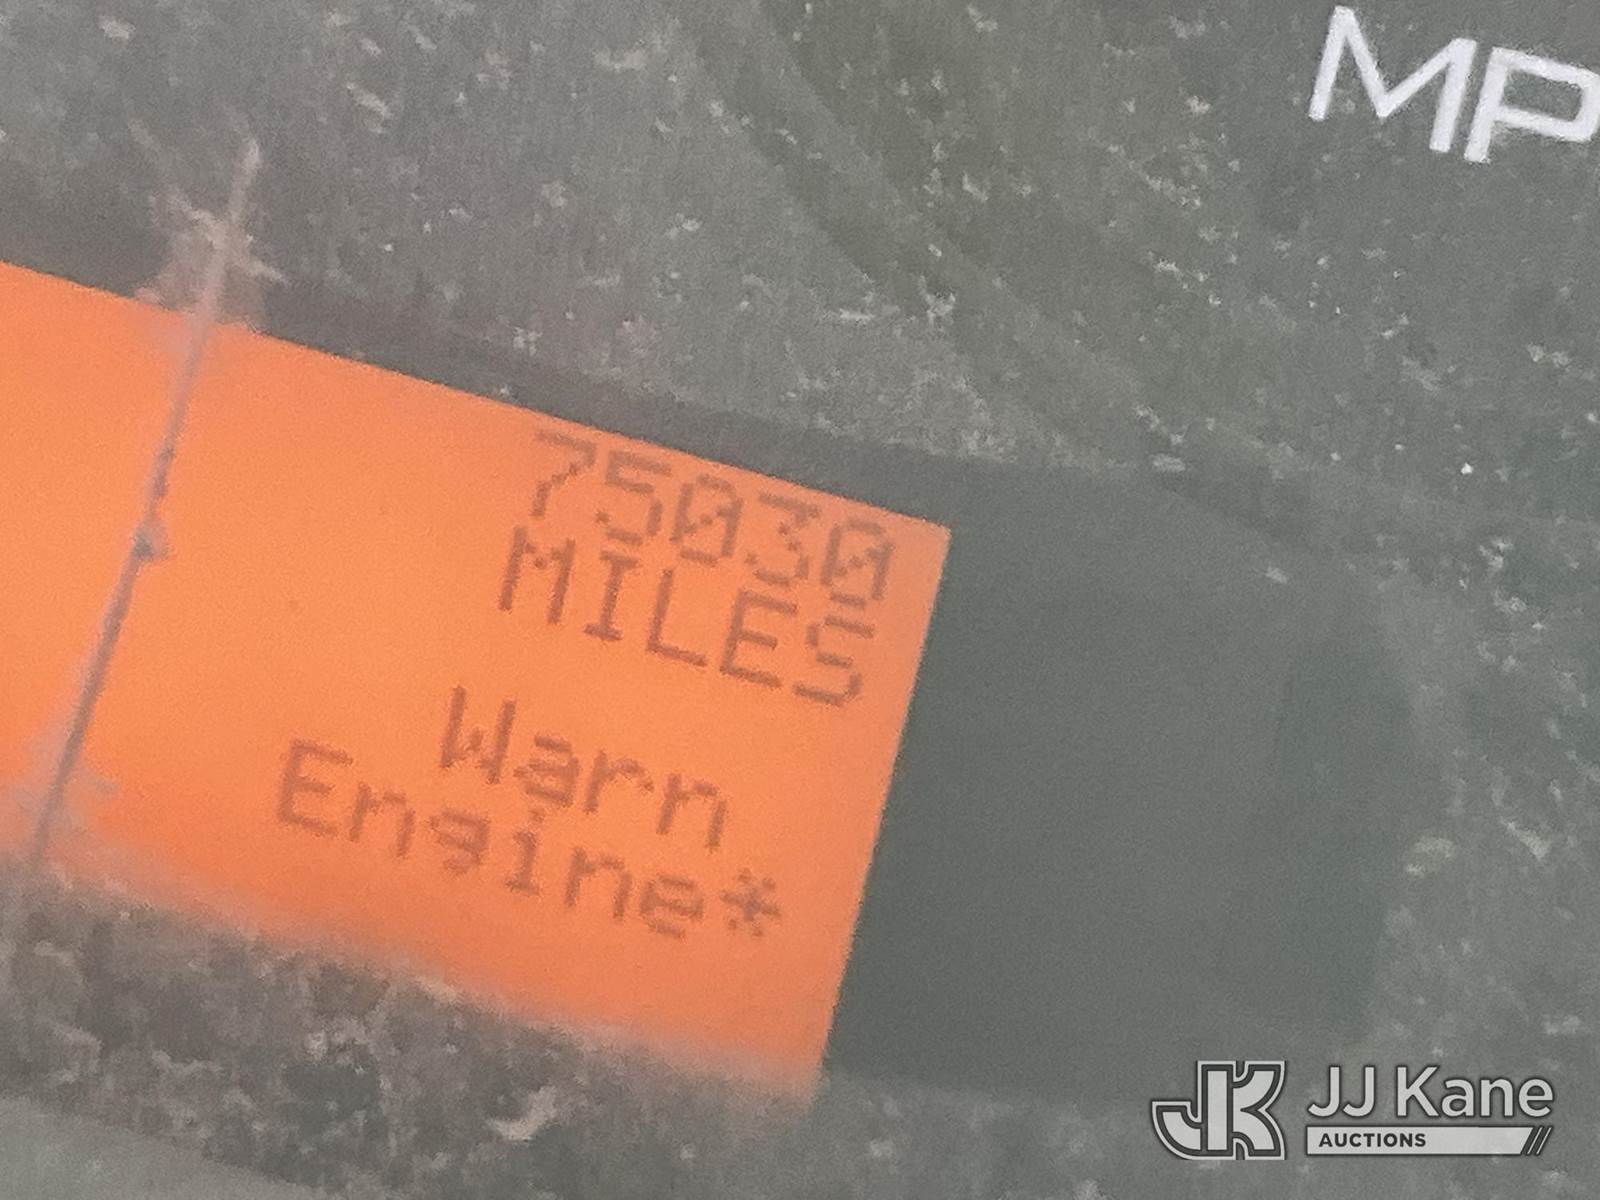 MP
75030
MILES
Warn
Engine*
JJ Kane
AUCTIONS